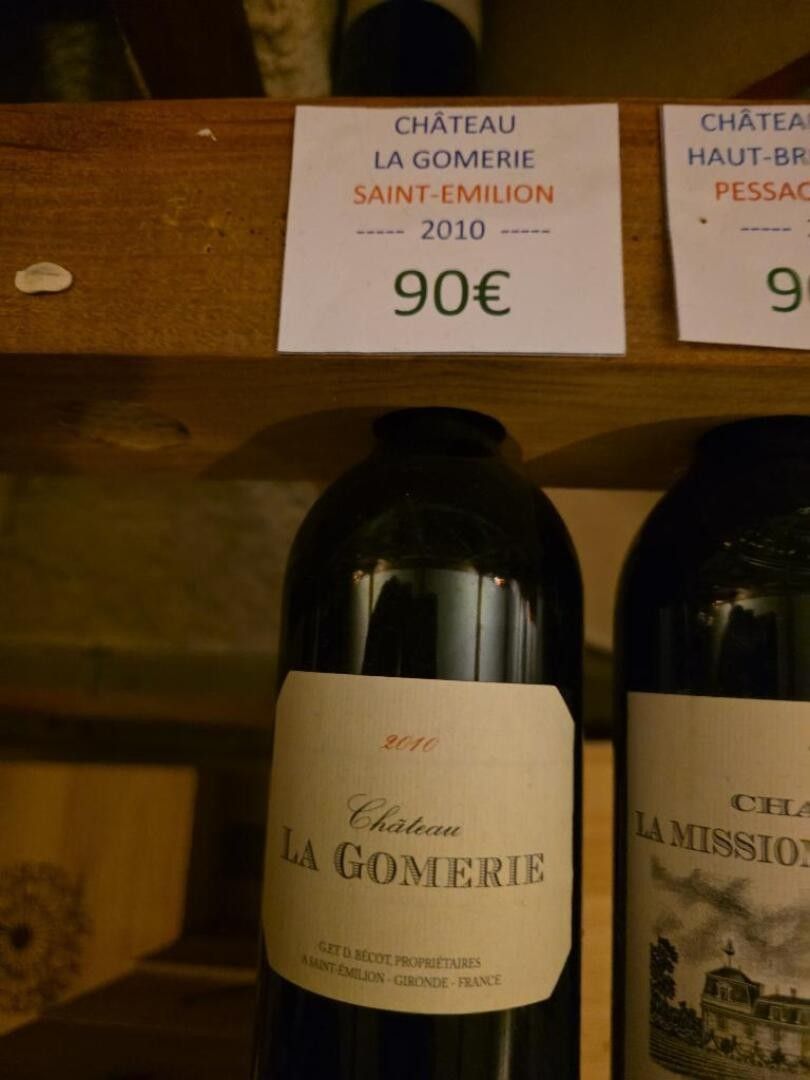 CHÂTEAU
LA GOMERIE
SAINT-EMILION
----- 2010 -----
90€
CHÂTEA
HAUT-BR
PESSAC
-----
9
2010
Château
LA GOMERIE
G.ET D. BÉCOT, PROPRIÉTAIRES
A SAINT-ÉMILION - GIRONDE - FRANCE
CHA
LA MISSION